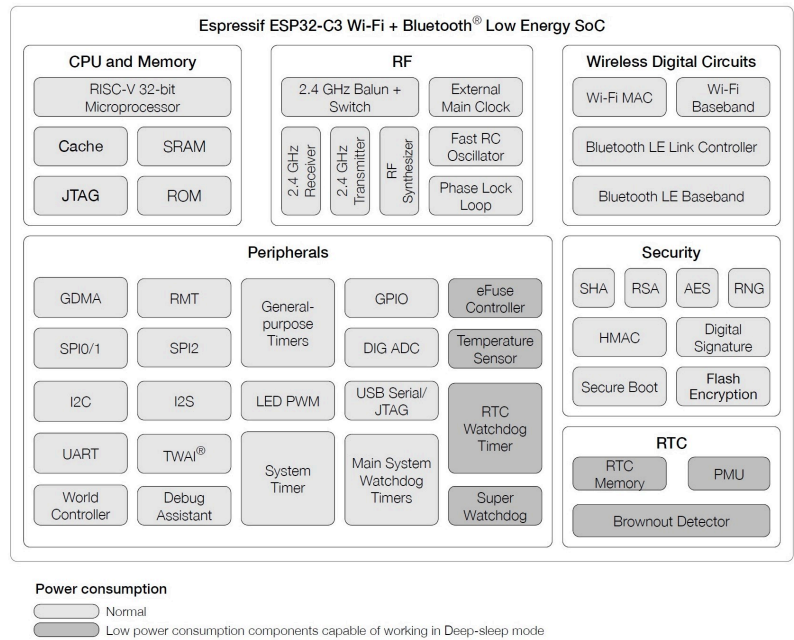 Espressif ESP32-C3 Wi-Fi + Bluetooth® Low Energy SoC
CPU and Memory
RISC-V 32-bit
Microprocessor
Cache
SRAM
JTAG
ROM
RF
2.4 GHz Balun +
Switch
External
Main Clock
2.4 GHz
Receiver
2.4 GHz
Transmitter
RF
Synthesizer
Fast RC
Oscillator
Phase Lock
Loop
Wireless Digital Circuits
Wi-Fi MAC
Wi-Fi
Baseband
Bluetooth LE Link Controller
Bluetooth LE Baseband
Peripherals
GDMA
RMT
General-
purpose
Timers
GPIO
eFuse
Controller
SPI0/1
SPI2
DIG ADC
Temperature
Sensor
I2C
I2S
LED PWM
USB Serial/
JTAG
RTC
Watchdog
Timer
UART
TWAI®
System
Timer
Main System
Watchdog
Timers
World
Controller
Debug
Assistant
Super
Watchdog
Security
SHA
RSA
AES
RNG
HMAC
Digital
Signature
Secure Boot
Flash
Encryption
RTC
RTC
Memory
PMU
Brownout Detector
Power consumption
Normal
Low power consumption components capable of working in Deep-sleep mode